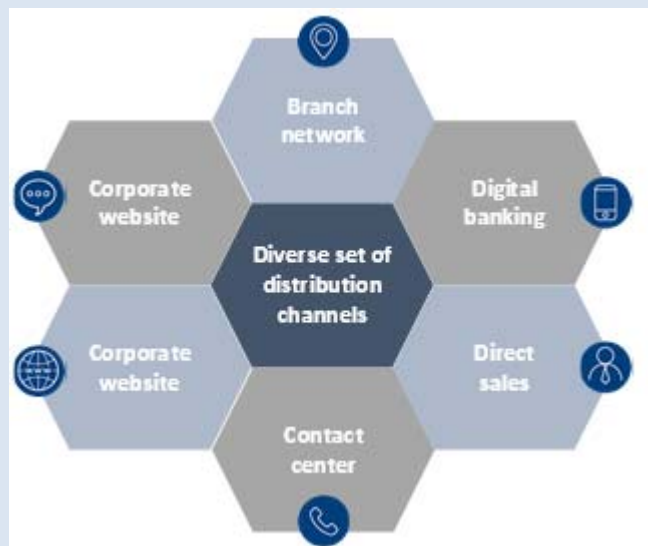 Branch
network
Corporate
website
Digital
banking
Diverse set of
distribution
channels
Corporate
website
Direct
sales
Contact
center